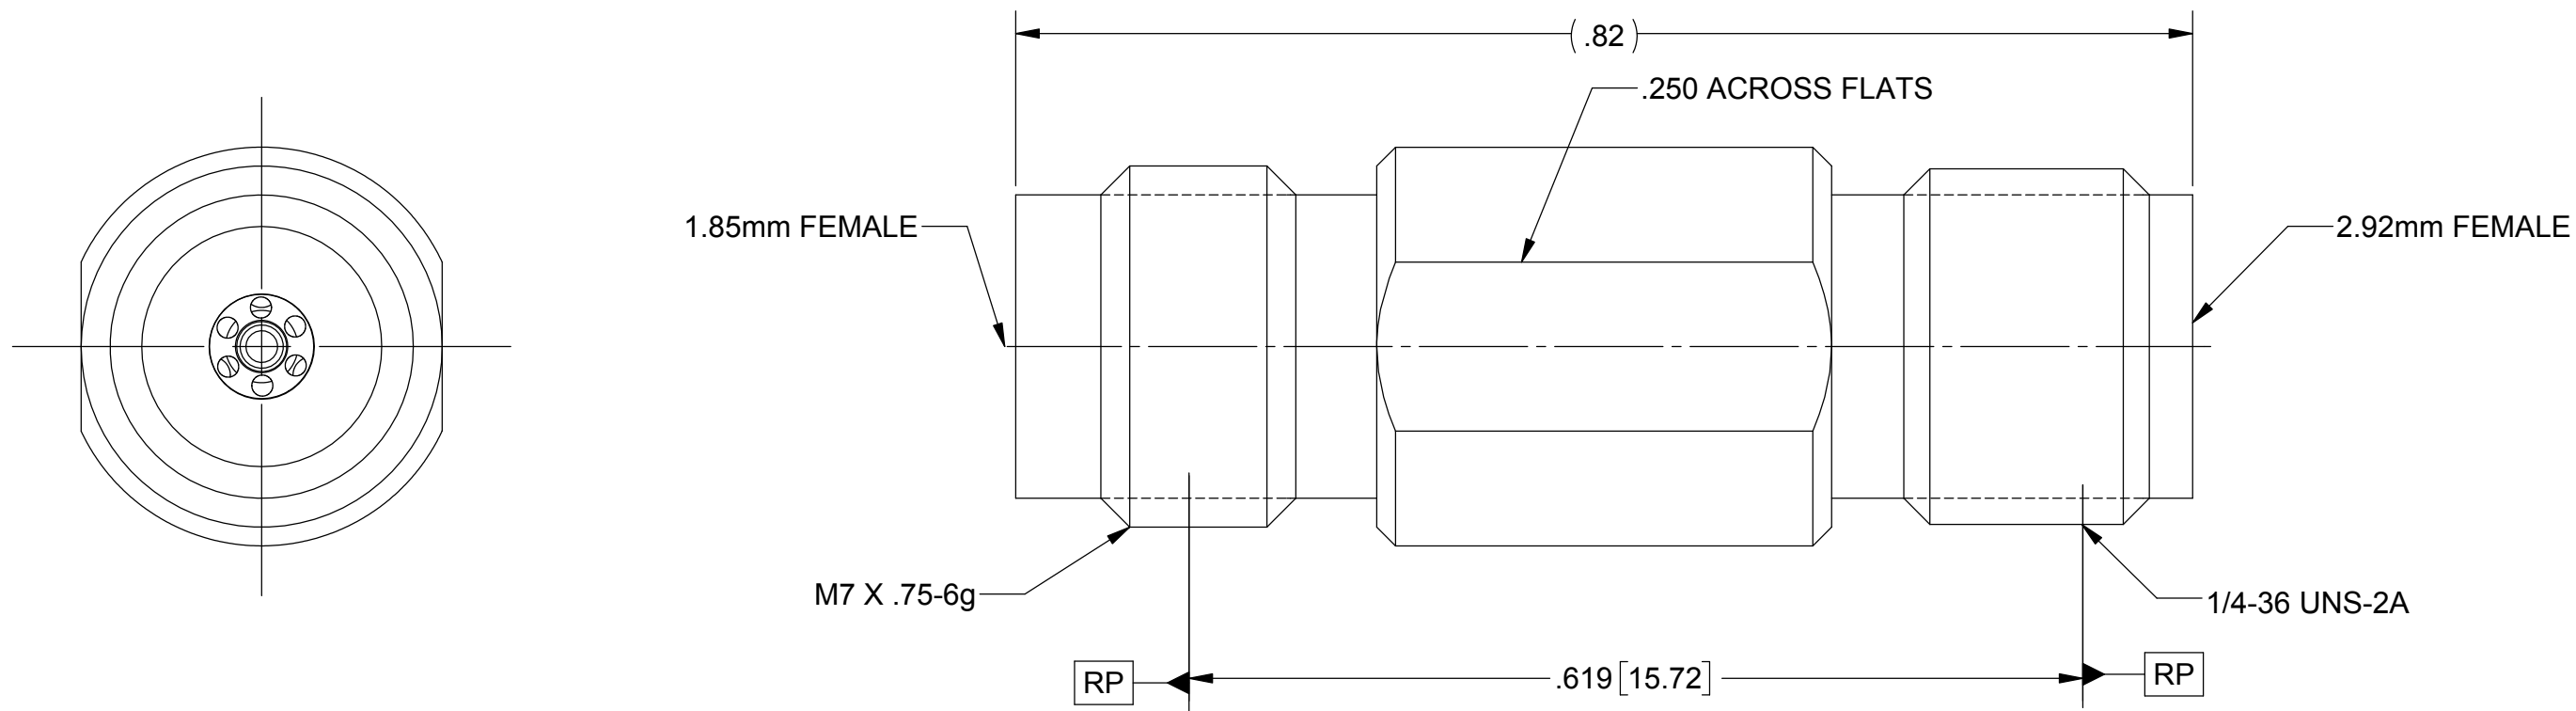 (.82)
.250 ACROSS FLATS
1.85mm FEMALE
2.92mm FEMALE
M7 X .75-6g
1/4-36 UNS-2A
RP
.619[15.72]
RP